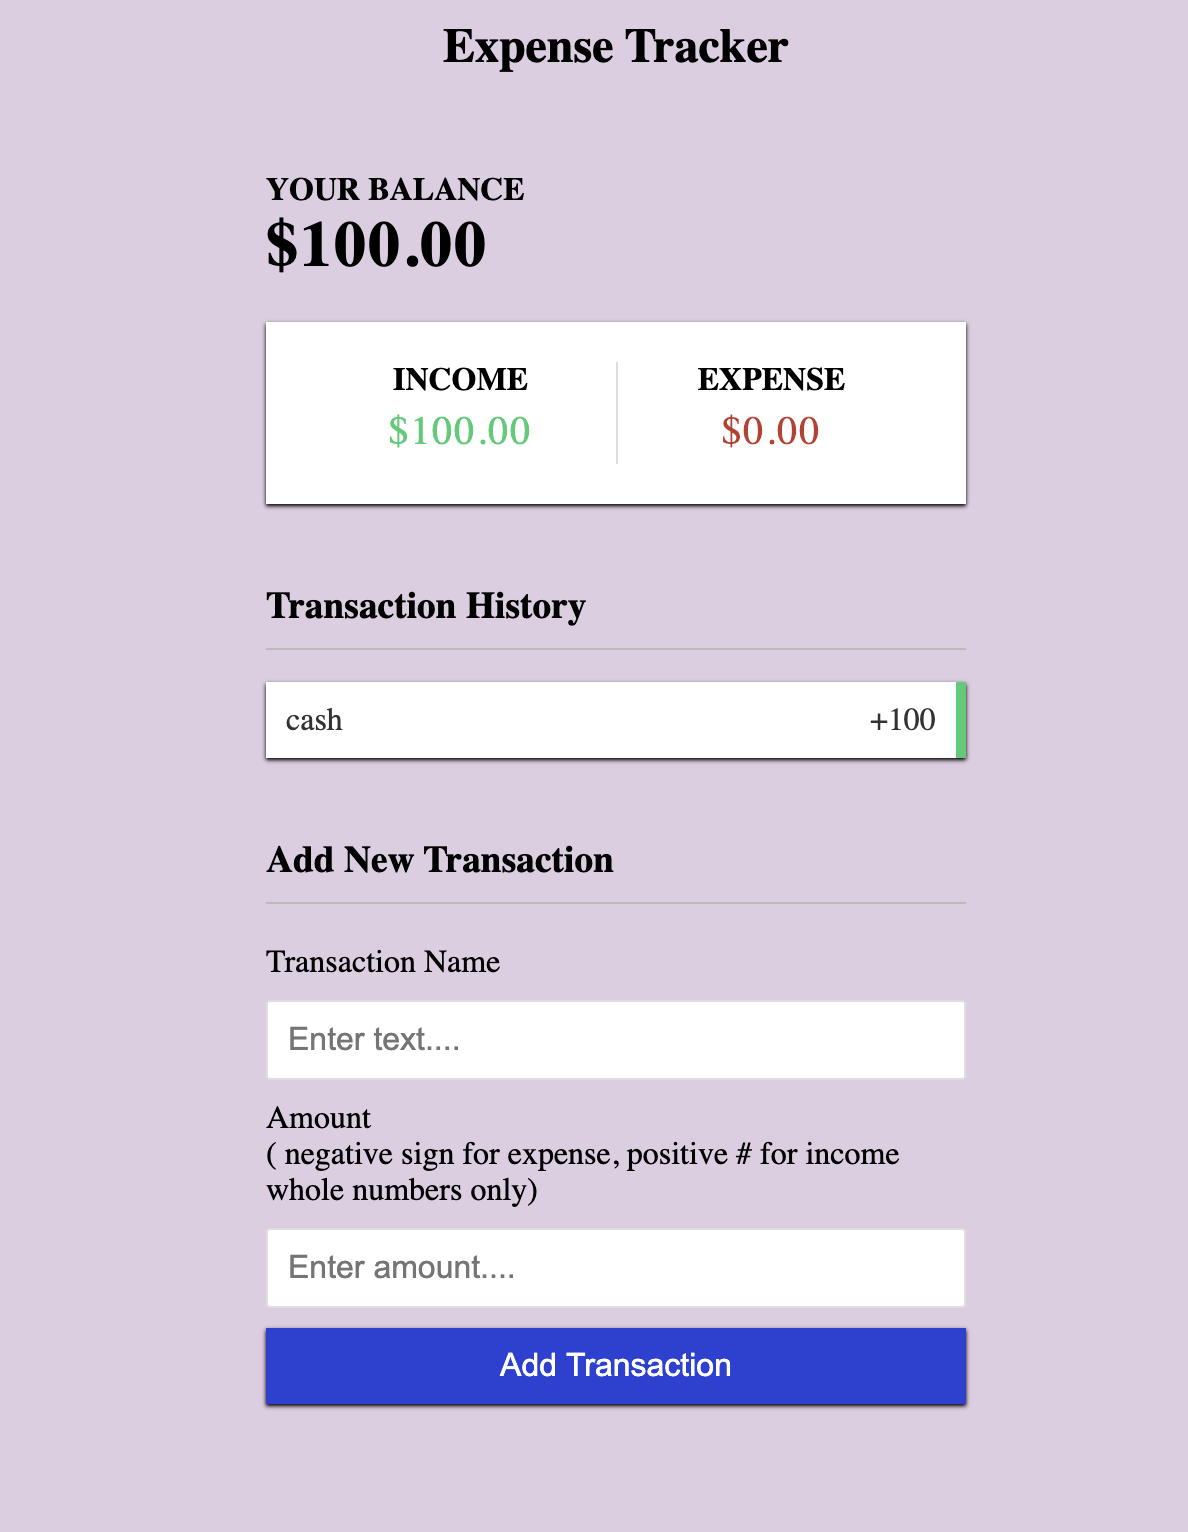 Expense Tracker
YOUR BALANCE
$100.00
INCOME
$100.00
EXPENSE
$0.00
Transaction History
cash +100
Add New Transaction
Transaction Name
Enter text....
Amount
( negative sign for expense, positive # for income
whole numbers only)
Enter amount....
Add Transaction